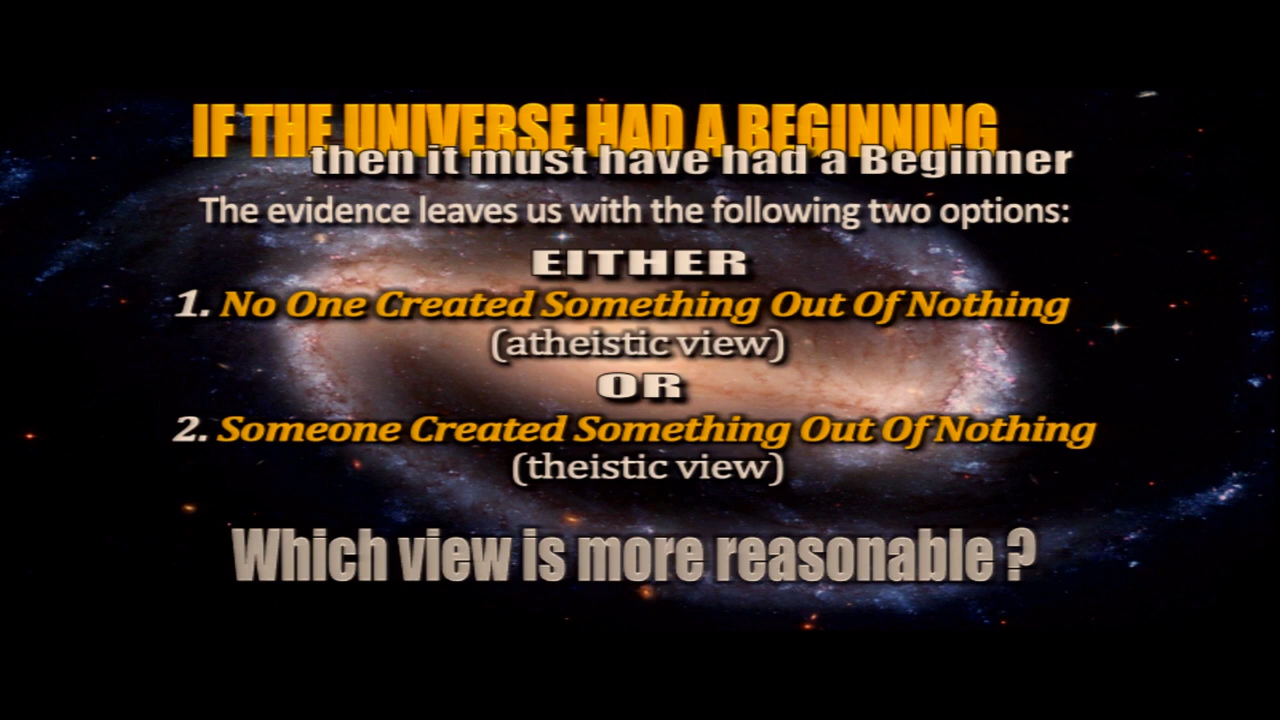 IF THE UNIVERSE HAD A BEGINNING
then it must have had a Beginner
The evidence leaves us with the following two options:
EITHER
1. No One Created Something Out Of Nothing
(atheistic view)
OR
2. Someone Created Something Out Of Nothing
(theistic view)
Which view is more reasonable ?